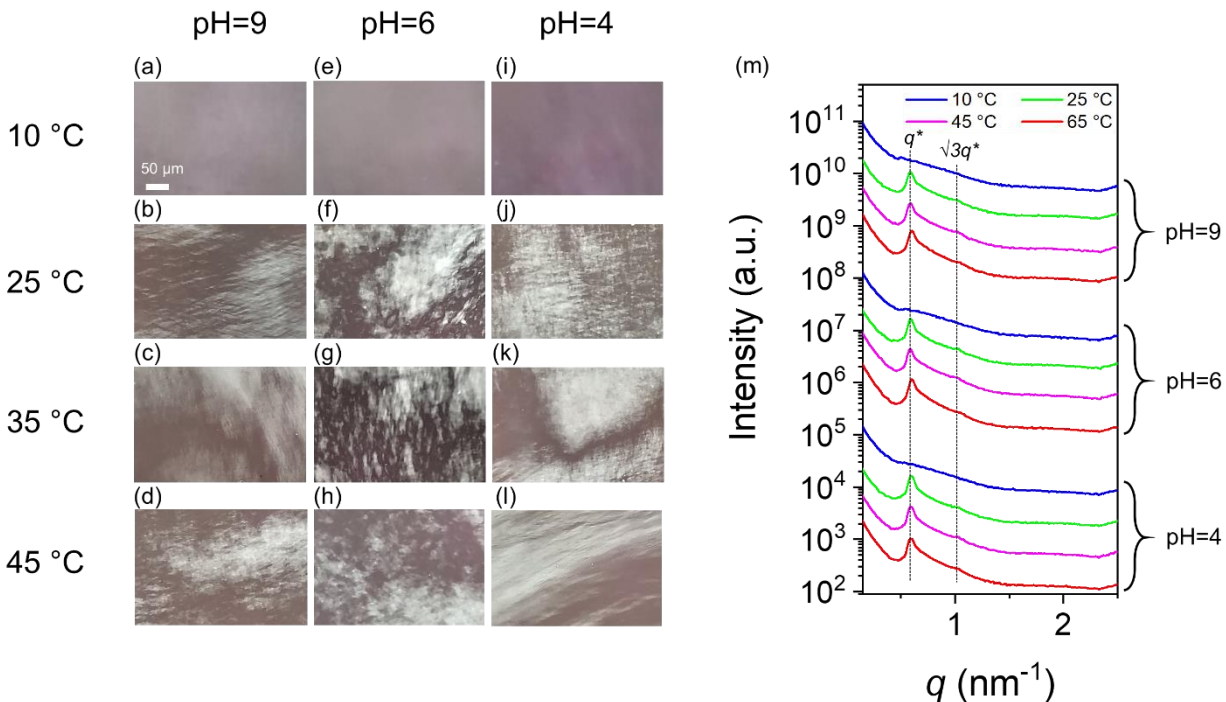 pH=9 pH=6 pH=4
10 °C
25 °C
35 °C
45 °C
(a)
(e)
(i)
50 µm
(b)
(f)
(j)
(c)
(g)
(k)
(d)
(h)
(l)
(m)
10 °C 25 °C
45 °C 65 °C
q*
√3q*
Intensity (a.u.)
10¹¹
10¹⁰
10⁹
10⁸
10⁷
10⁶
10⁵
10⁴
10³
10²
1 2
q (nm⁻¹)
pH=9
pH=6
pH=4